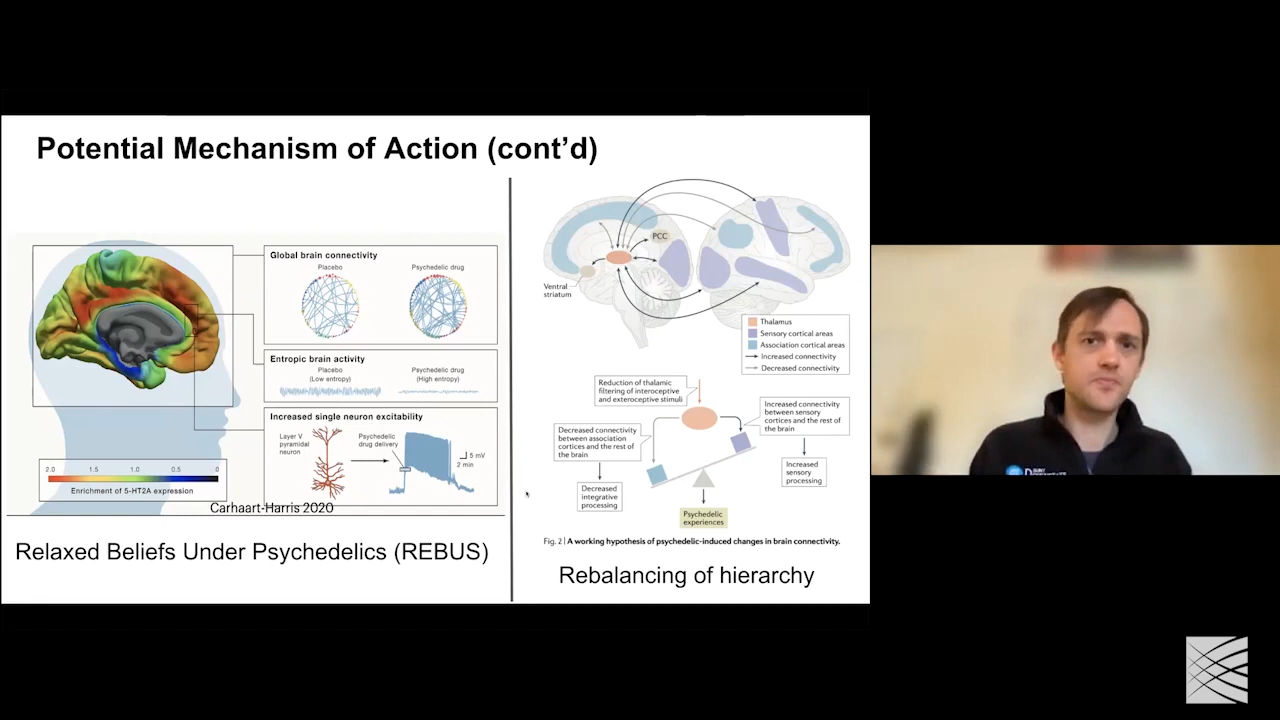 Potential Mechanism of Action (cont’d)
Global brain connectivity
Placebo
Psychedelic drug
Entropic brain activity
Placebo
(Low entropy)
Psychedelic drug
(High entropy)
Increased single neuron excitability
Layer V
pyramidal
neuron
Psychedelic
drug delivery
5 mV
2 min
2.0
1.5
1.0
0.5
0
Enrichment of 5-HT2A expression
Carhaart-Harris 2020
Relaxed Beliefs Under Psychedelics (REBUS)
PCC
Ventral
striatum
Thalamus
Sensory cortical areas
Association cortical areas
Increased connectivity
Decreased connectivity
Reduction of thalamic
filtering of interoceptive
and exteroceptive stimuli
Decreased connectivity
between association
cortices and the rest of
the brain
Increased connectivity
between sensory
cortices and the rest of
the brain
Decreased
integrative
processing
Increased
sensory
processing
Psychedelic
experiences
Fig. 2 | A working hypothesis of psychedelic-induced changes in brain connectivity.
Rebalancing of hierarchy